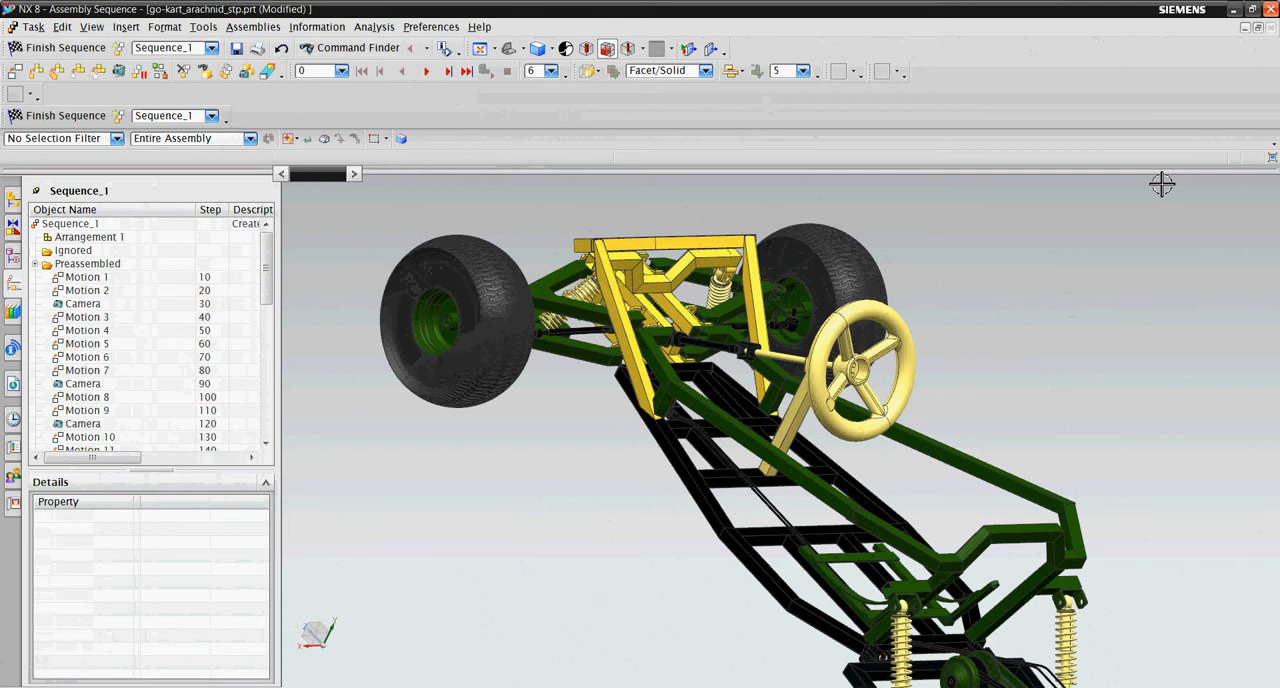 NX 8 - Assembly Sequence - [go-kart_arachnid_stp.prt (Modified) ]
SIEMENS
Task Edit View Insert Format Tools Assemblies Information Analysis Preferences Help
Finish Sequence Sequence_1 Command Finder
0 6 Facet/Solid 5
Finish Sequence Sequence_1
No Selection Filter Entire Assembly
Sequence_1
Object Name Step Descript
Sequence_1 Create
Arrangement 1
Ignored
Preassembled
Motion 1 10
Motion 2 20
Camera 30
Motion 3 40
Motion 4 50
Motion 5 60
Motion 6 70
Motion 7 80
Camera 90
Motion 8 100
Motion 9 110
Camera 120
Motion 10 130
Motion 11 140
Details
Property
X
Y